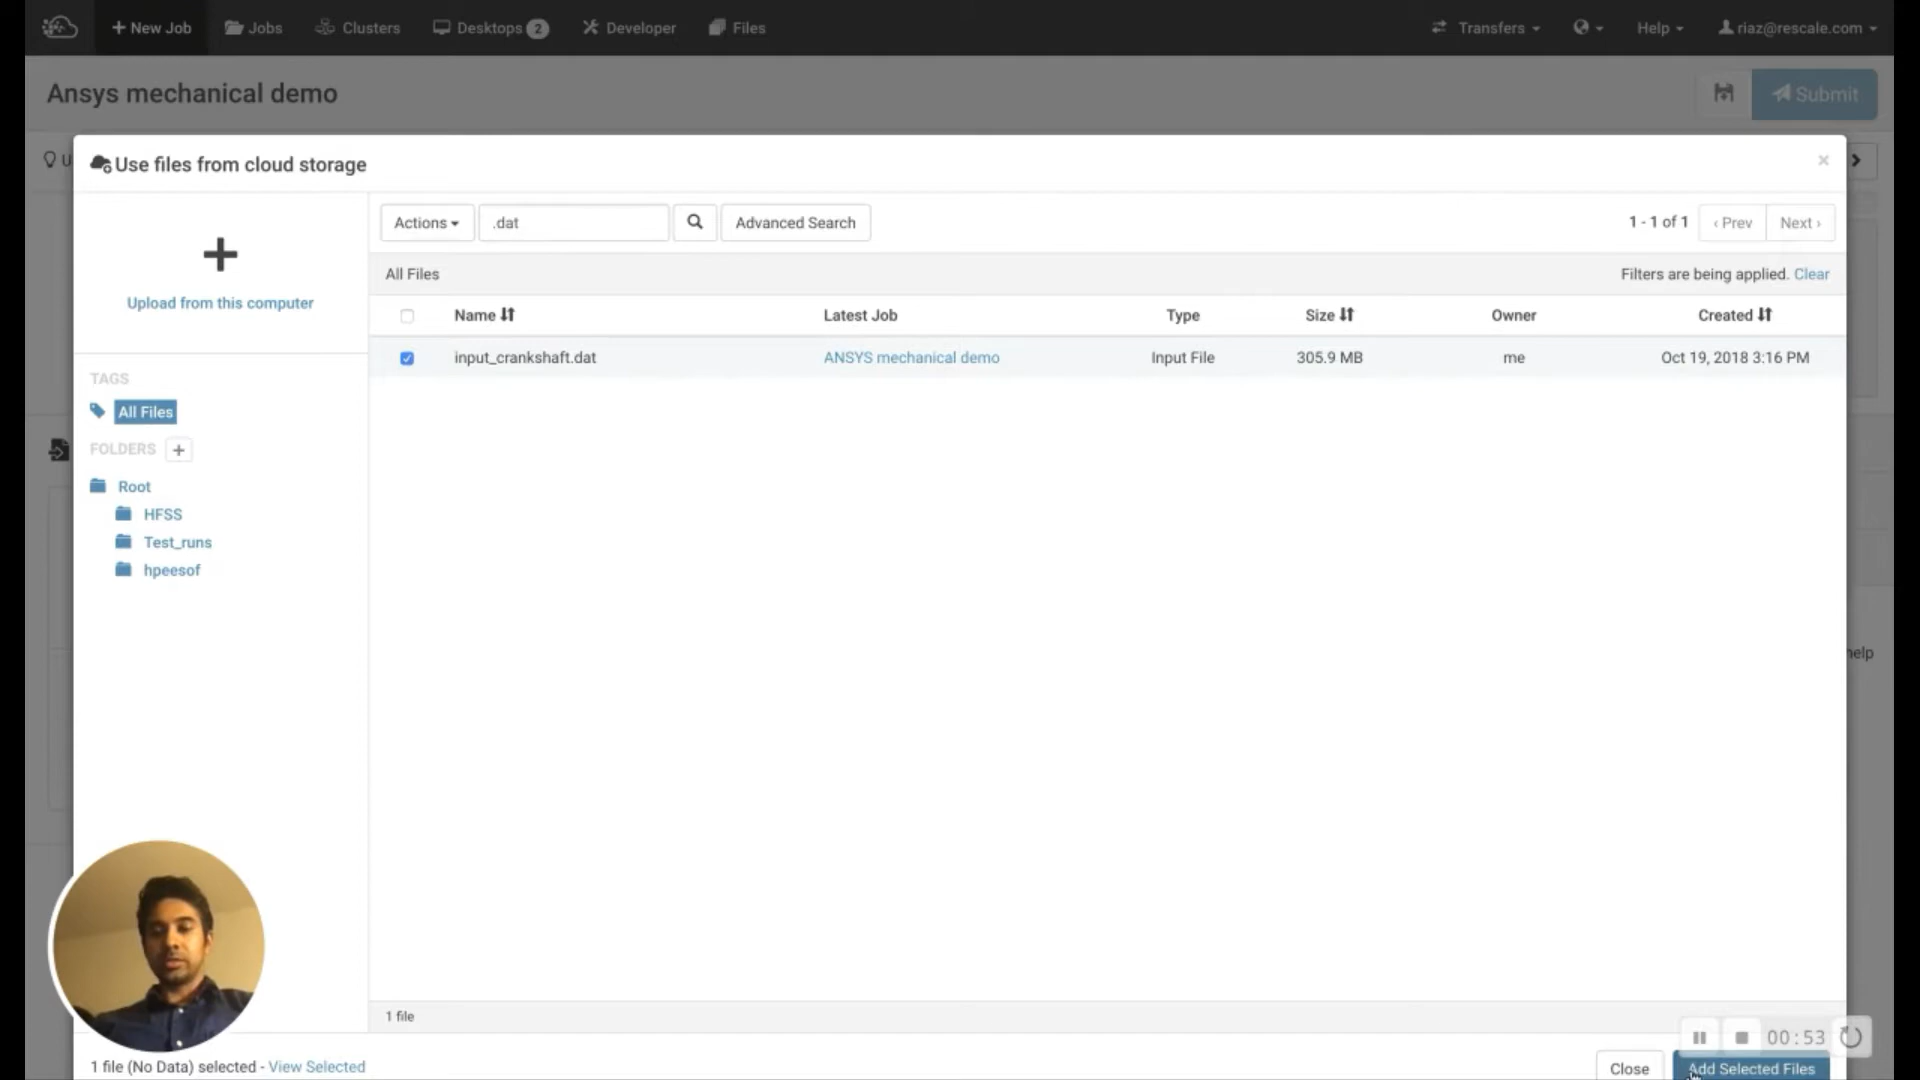 New Job Jobs Clusters Desktops 2 Developer Files Transfers Help riaz@rescale.com
Ansys mechanical demo Submit
U
Use files from cloud storage ×
Actions .dat Advanced Search 1 - 1 of 1 ‹ Prev Next ›
Upload from this computer
All Files Filters are being applied. Clear
Name Latest Job Type Size Owner Created
input_crankshaft.dat ANSYS mechanical demo Input File 305.9 MB me Oct 19, 2018 3:16 PM
TAGS
All Files
FOLDERS +
Root
HFSS
Test_runs
hpeesof
help
1 file
00:53
1 file (No Data) selected - View Selected Close Add Selected Files